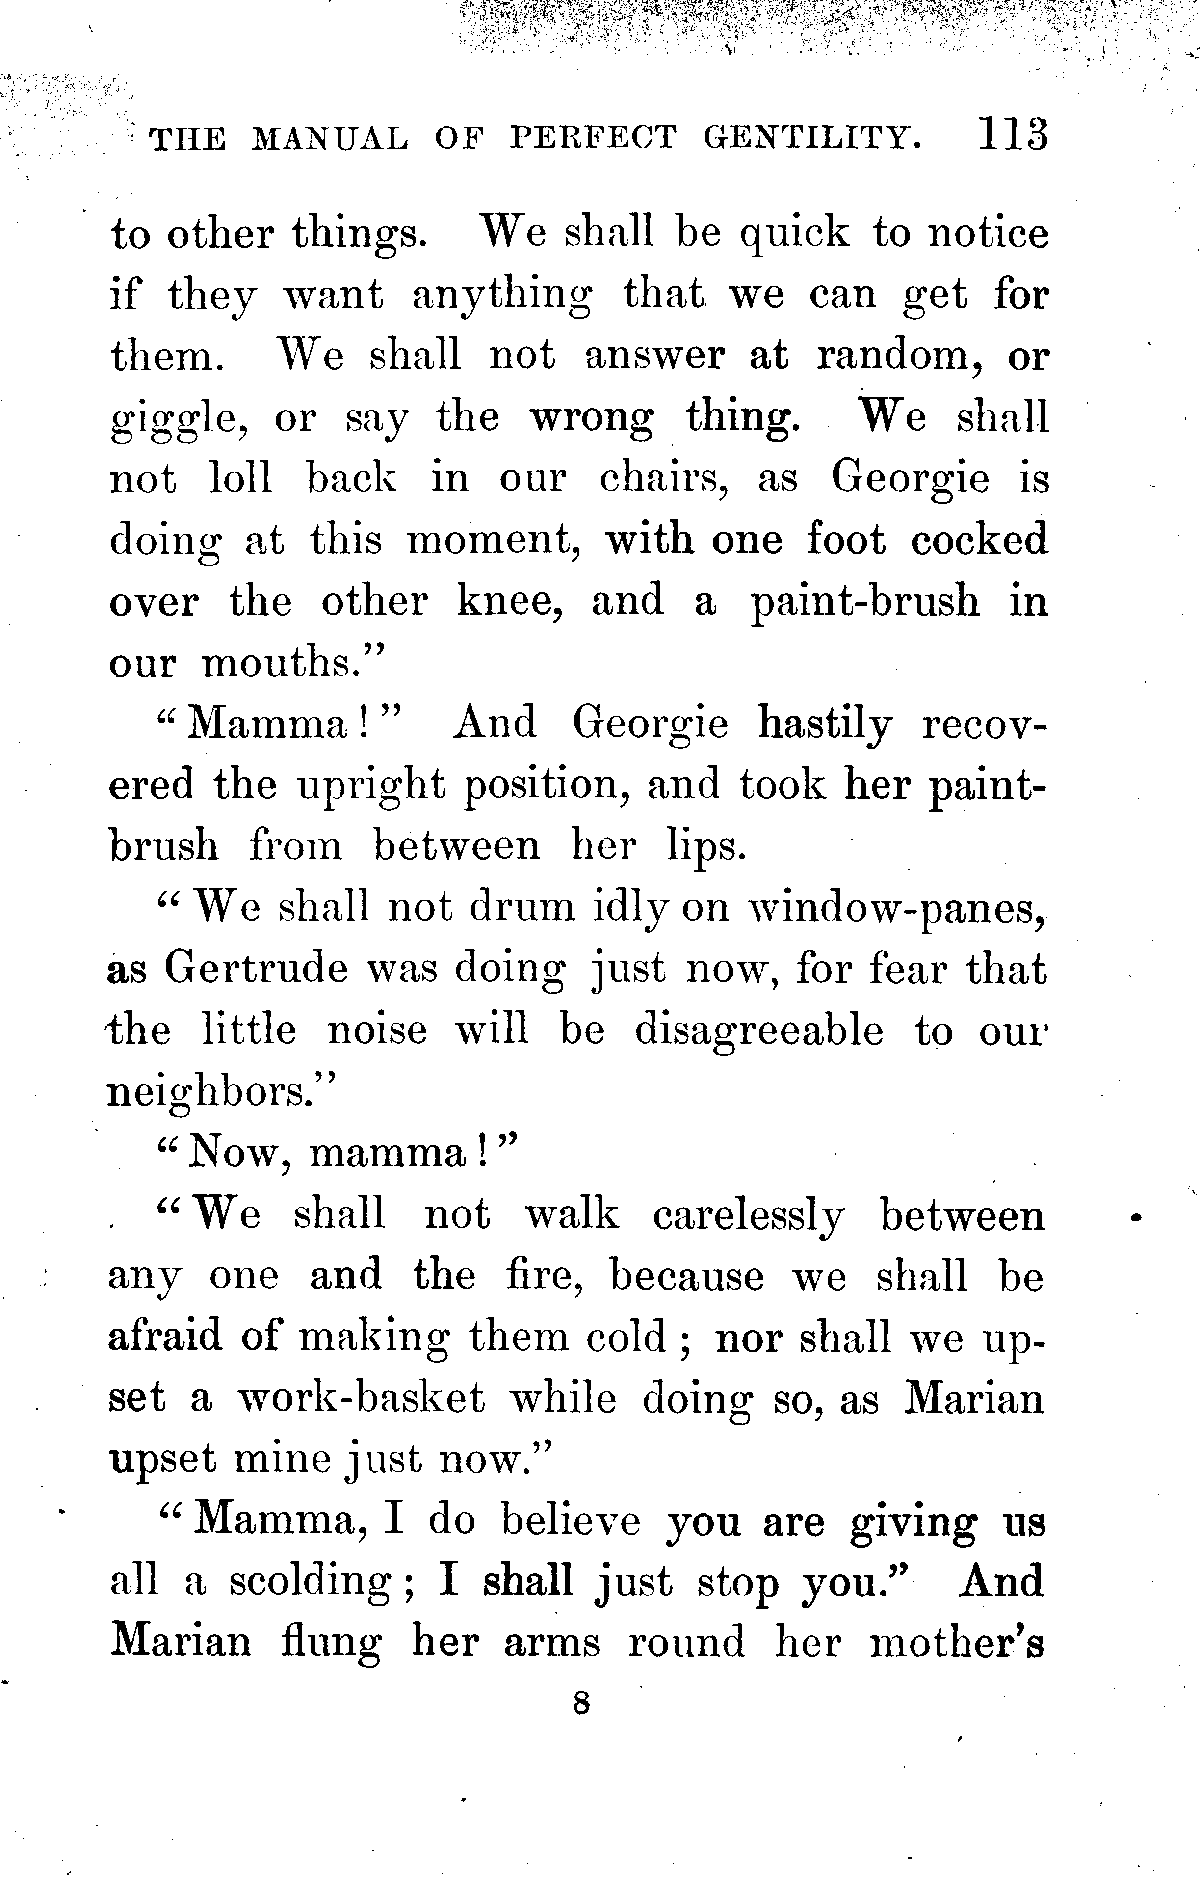 THE MANUAL OF PERFECT GENTILITY. 113
to other things. We shall be quick to notice
if they want anything that we can get for
them. We shall not answer at random, or
giggle, or say the wrong thing. We shall
not loll back in our chairs, as Georgie is
doing at this moment, with one foot cocked
over the other knee, and a paint-brush in
our mouths."
"Mamma!" And Georgie hastily recov-
ered the upright position, and took her paint-
brush from between her lips.
"We shall not drum idly on window-panes,
as Gertrude was doing just now, for fear that
the little noise will be disagreeable to our
neighbors."
"Now, mamma!"
"We shall not walk carelessly between
any one and the fire, because we shall be
afraid of making them cold; nor shall we up-
set a work-basket while doing so, as Marian
upset mine just now."
"Mamma, I do believe you are giving us
all a scolding; I shall just stop you." And
Marian flung her arms round her mother's
8